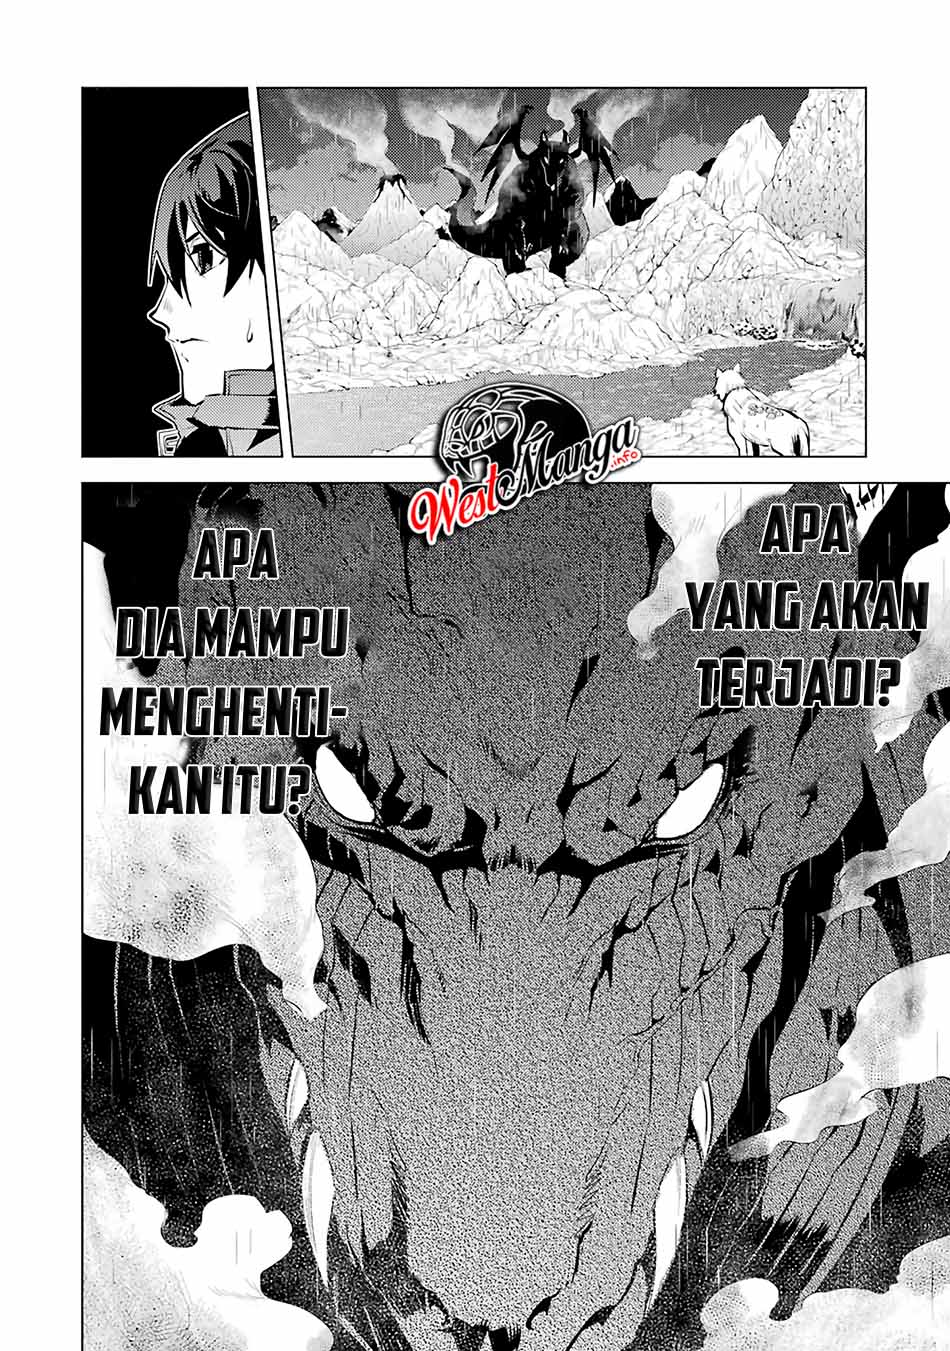 WestManga
.info
APA
YANG AKAN
TERJADI?
APA
DIA MAMPU
MENGHENTI-
KAN ITU?